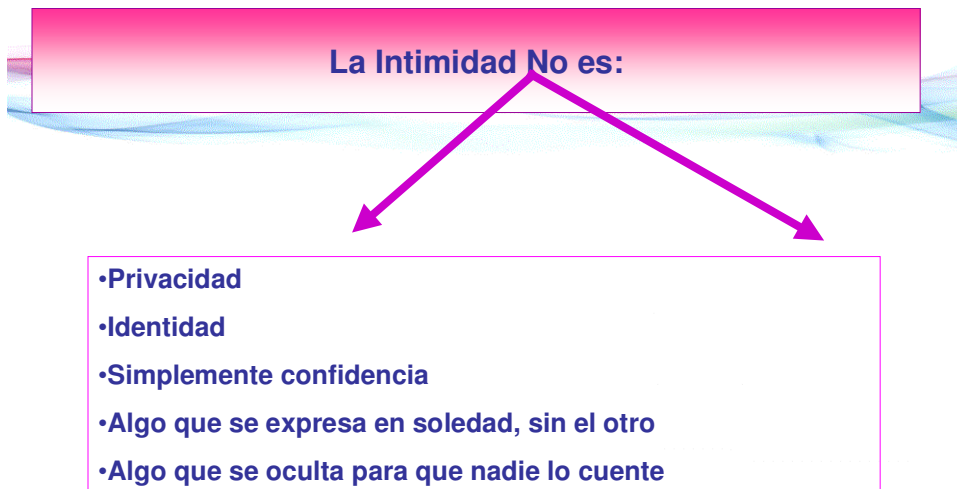 La Intimidad No es:
•Privacidad
•Identidad
•Simplemente confidencia
•Algo que se expresa en soledad, sin el otro
•Algo que se oculta para que nadie lo cuente